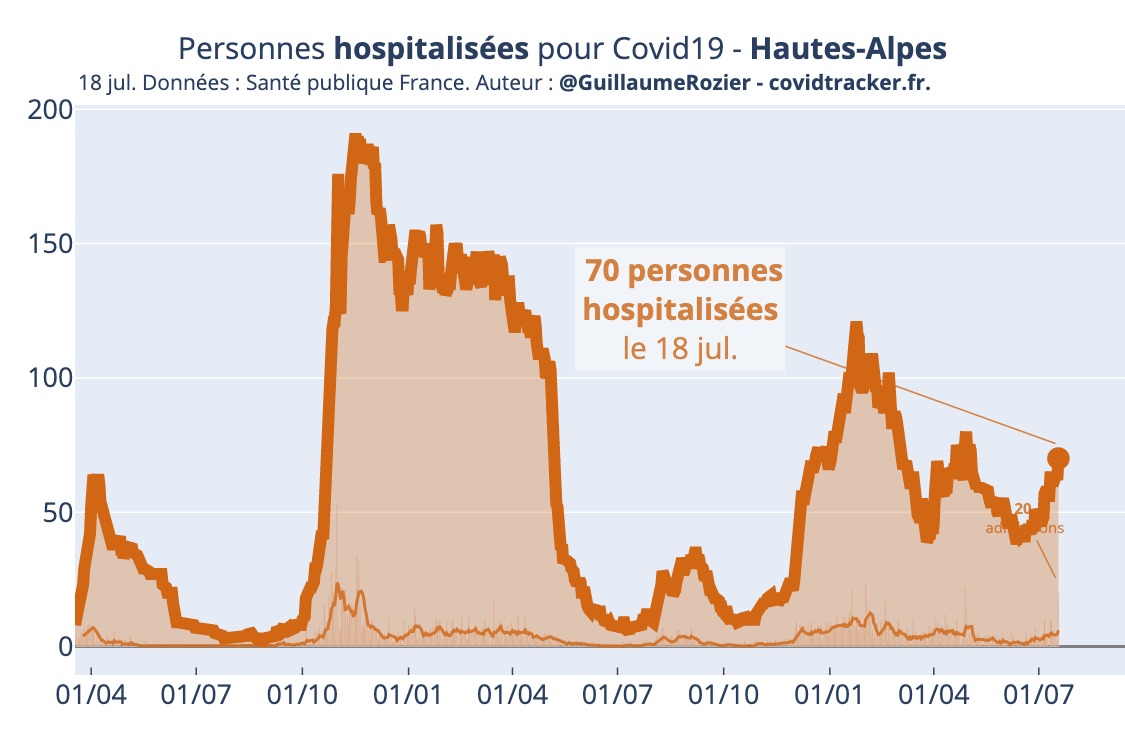 Personnes hospitalisées pour Covid19 - Hautes-Alpes
18 jul. Données : Santé publique France. Auteur : @GuillaumeRozier - covidtracker.fr.
200
150
100
50
0
70 personnes
hospitalisées
le 18 jul.
20
01/04 01/07 01/10 01/01 01/04 01/07 01/10 01/01 01/04 01/07